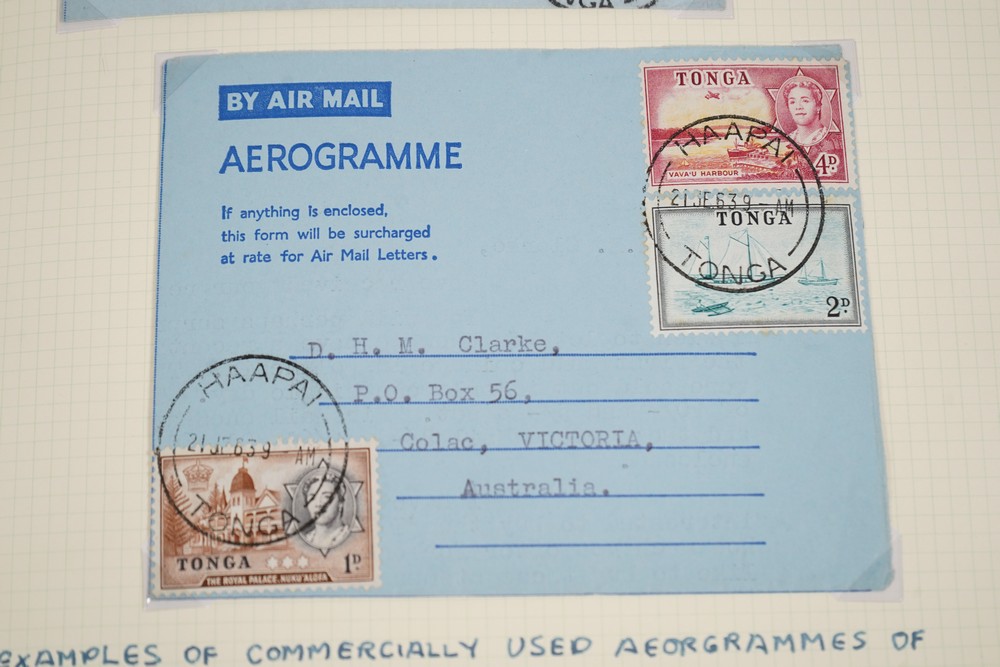 GA
BY AIR MAIL
AEROGRAMME
If anything is enclosed,
this form will be surcharged
at rate for Air Mail Letters.
TONGA
VAVA'U HARBOUR
4D.
HAAPAI
21 JE 63 9 - AM
TONGA
TONGA
2D.
D. H. M. Clarke,
P.O. Box 56,
Colac, VICTORIA,
Australia.
HAAPAI
21 JE 63 9 - AM
TONGA
TONGA
1D.
THE ROYAL PALACE, NUKU'ALOFA
EXAMPLES OF COMMERCIALLY USED AEORGRAMMES OF